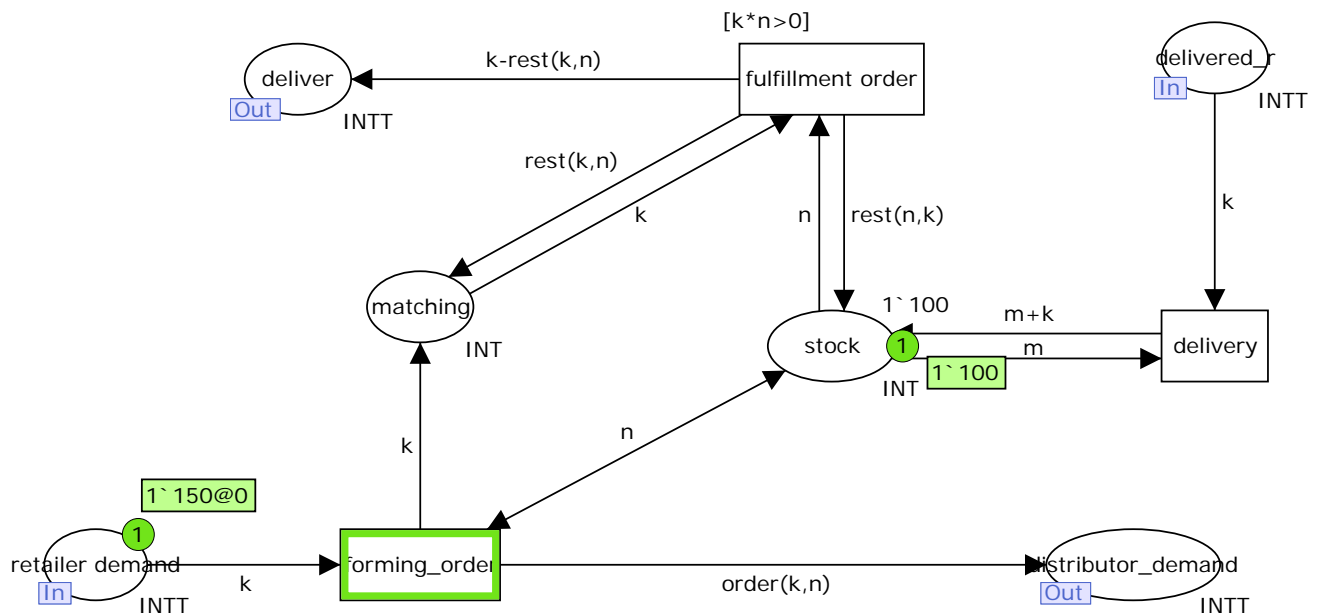 [k*n>0]
deliver
Out
INTT
k-rest(k,n)
fulfillment order
delivered_r
In
INTT
rest(k,n)
k
n
rest(n,k)
k
matching
INT
1`100
stock
1
INT
1`100
m+k
m
delivery
k
n
1`150@0
1
retailer demand
In
INTT
k
forming_order
order(k,n)
distributor_demand
Out
INTT